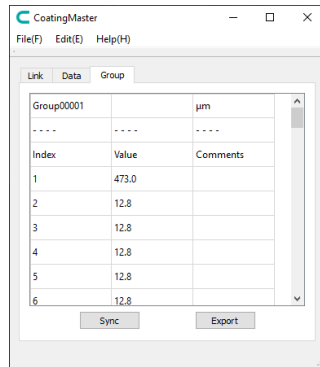 CoatingMaster
File(F) Edit(E) Help(H)
Link Data Group
Group00001 µm
- - - - - - - - - - - -
Index Value Comments
1 473.0
2 12.8
3 12.8
4 12.8
5 12.8
6 12.8
Sync Export